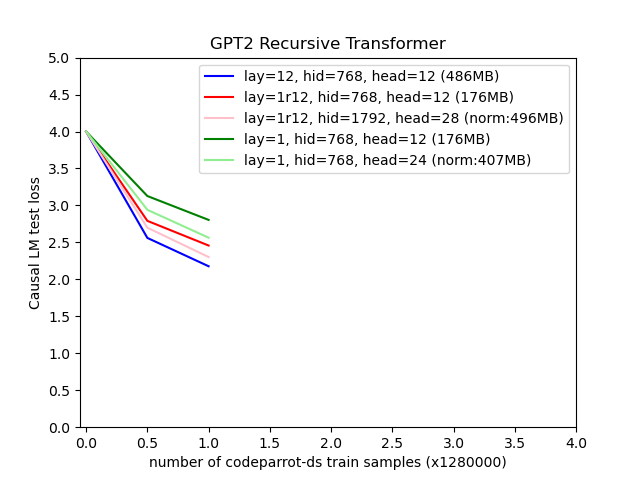 GPT2 Recursive Transformer
lay=12, hid=768, head=12 (486MB)
lay=1r12, hid=768, head=12 (176MB)
lay=1r12, hid=1792, head=28 (norm:496MB)
lay=1, hid=768, head=12 (176MB)
lay=1, hid=768, head=24 (norm:407MB)
Causal LM test loss
5.0
4.5
4.0
3.5
3.0
2.5
2.0
1.5
1.0
0.5
0.0
0.0 0.5 1.0 1.5 2.0 2.5 3.0 3.5 4.0
number of codeparrot-ds train samples (x1280000)